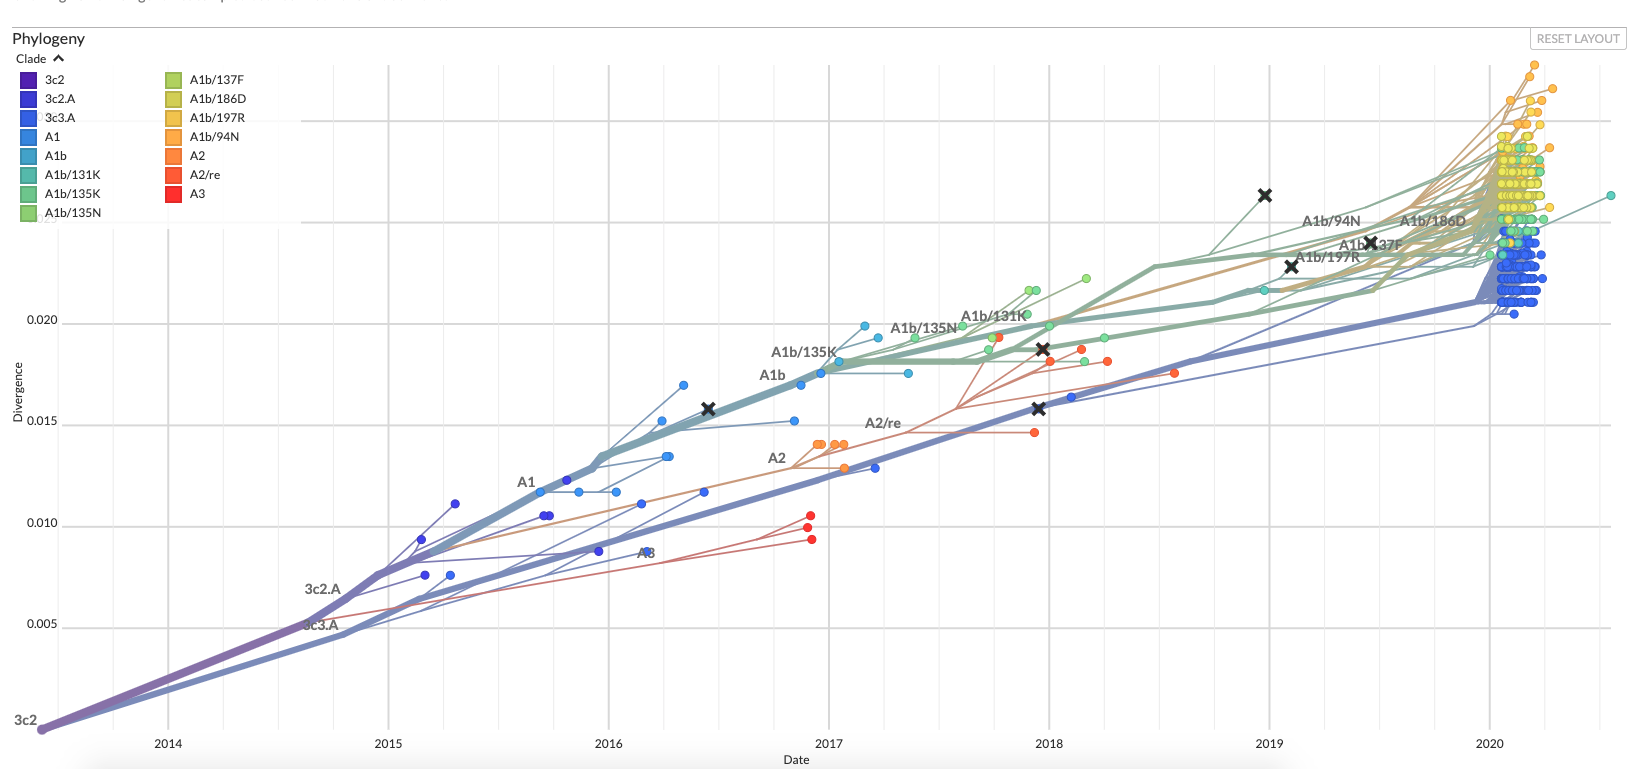 Phylogeny
RESET LAYOUT
Clade
3c2
3c2.A
3c3.A
A1
A1b
A1b/131K
A1b/135K
A1b/135N
A1b/137F
A1b/186D
A1b/197R
A1b/94N
A2
A2/re
A3
A1b/94N
A1b/186D
A1b/137F
A1b/197R
A1b/131K
A1b/135N
A1b/135K
A1b
A2/re
A2
A1
A3
3c2.A
3c3.A
3c2
0.020
0.015
0.010
0.005
Divergence
2014
2015
2016
2017
2018
2019
2020
Date